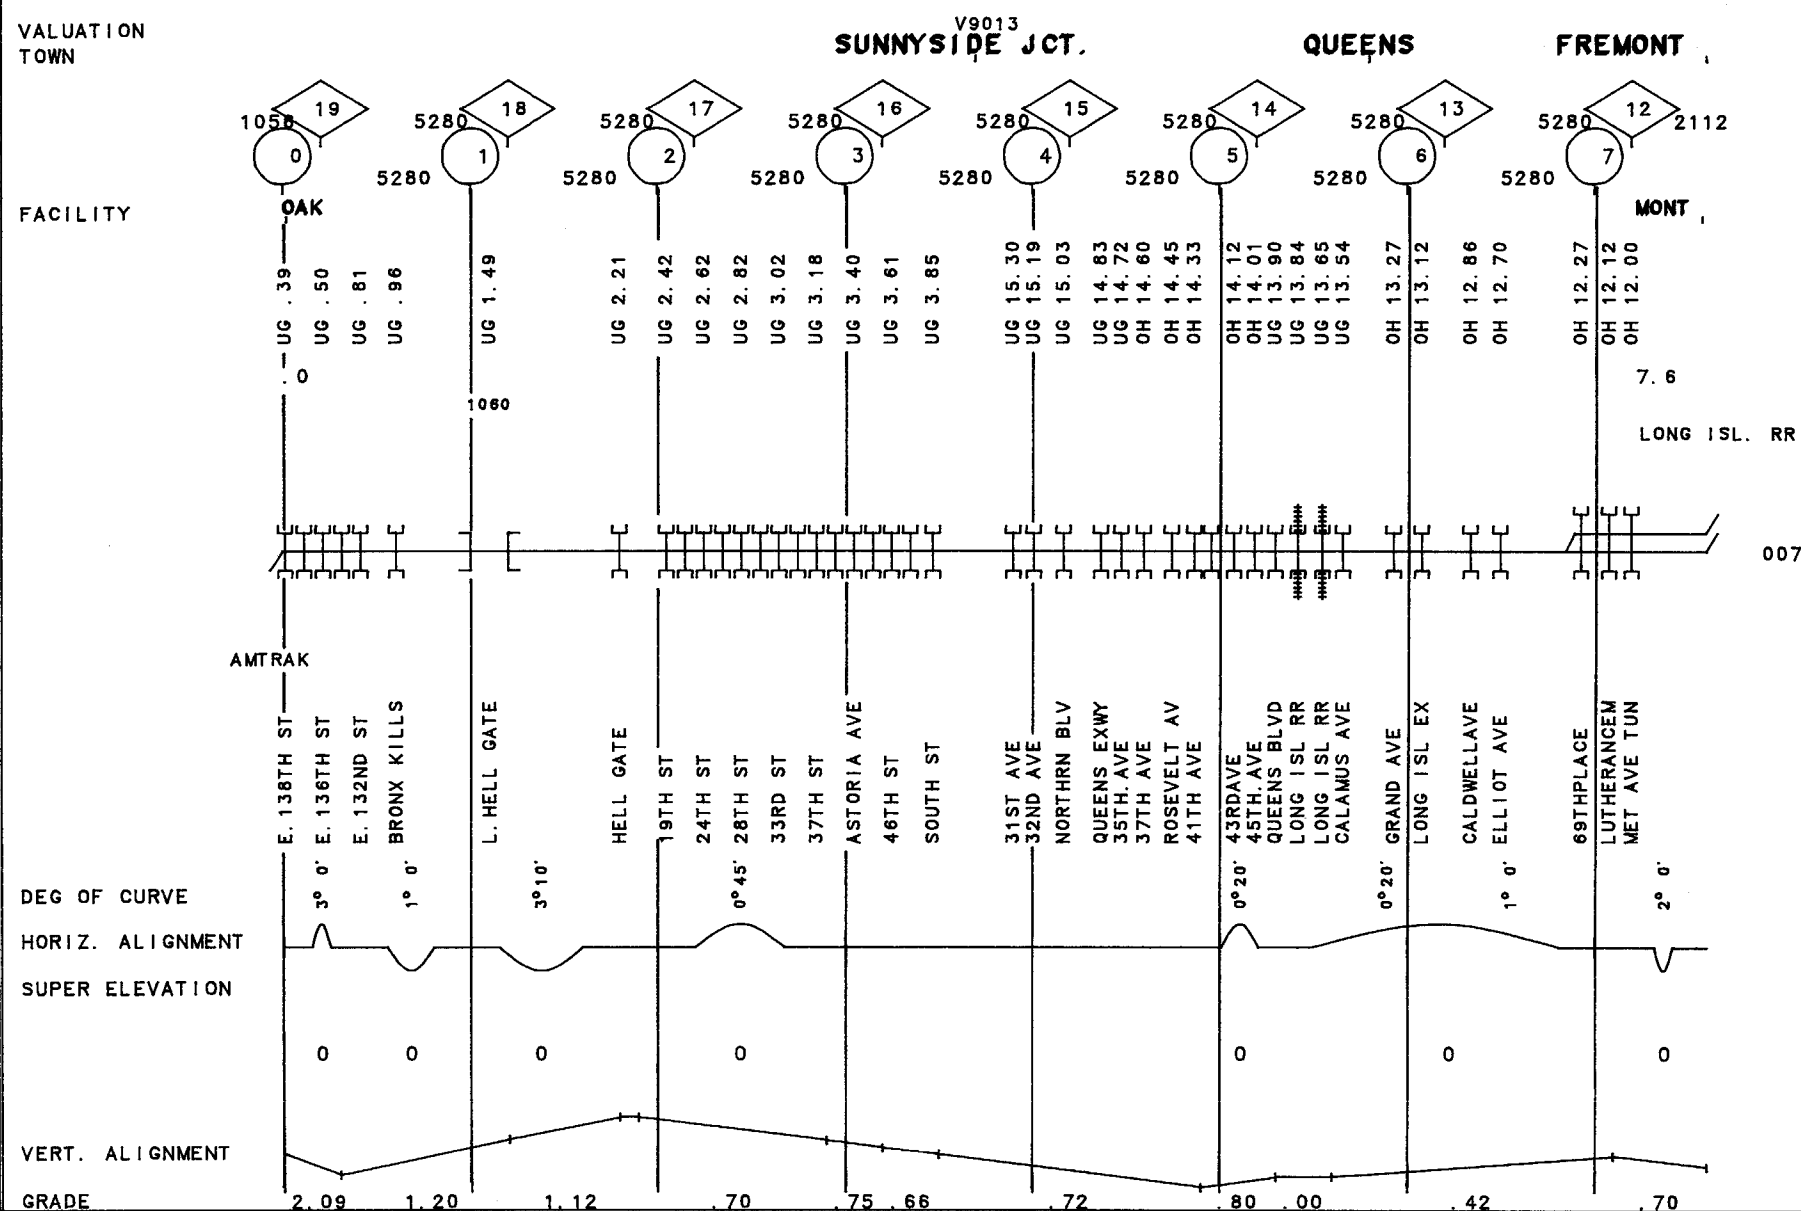 VALUATION
TOWN
V9013
SUNNYSIDE JCT.
QUEENS
FREMONT
19 18 17 16 15 14 13 12
1056 5280 5280 5280 5280 5280 5280 5280 2112
0 1 2 3 4 5 6 7
5280 5280 5280 5280 5280 5280 5280
FACILITY
OAK
MONT
UG .39
UG .50
UG .81
UG .96
UG 1.49
UG 2.21
UG 2.42
UG 2.62
UG 2.82
UG 3.02
UG 3.18
UG 3.40
UG 3.61
UG 3.85
UG 15.30
UG 15.19
UG 15.03
UG 14.83
UG 14.72
OH 14.60
OH 14.45
OH 14.33
OH 14.12
OH 14.01
UG 13.90
UG 13.84
UG 13.65
UG 13.54
OH 13.27
OH 13.12
OH 12.86
OH 12.70
OH 12.27
OH 12.12
OH 12.00
.0
7.6
1060
LONG ISL. RR
007
AMTRAK
E.138TH ST
E.136TH ST
E.132ND ST
BRONX KILLS
L.HELL GATE
HELL GATE
19TH ST
24TH ST
28TH ST
33RD ST
37TH ST
ASTORIA AVE
46TH ST
SOUTH ST
31ST AVE
32ND AVE
NORTHRN BLV
QUEENS EXWY
35TH.AVE
37TH AVE
ROSEVELT AV
41TH AVE
43RDAVE
45TH.AVE
QUEENS BLVD
LONG ISL RR
LONG ISL RR
CALAMUS AVE
GRAND AVE
LONG ISL EX
CALDWELLAVE
ELLIOT AVE
69THPLACE
LUTHERANCEM
MET AVE TUN
DEG OF CURVE
3° 0' 1° 0' 3°10' 0°45' 0°20' 0°20' 1° 0' 2° 0'
HORIZ. ALIGNMENT
SUPER ELEVATION
0 0 0 0 0 0 0
VERT. ALIGNMENT
GRADE 2.09 1.20 1.12 .70 .75 .66 .72 .80 .00 .42 .70